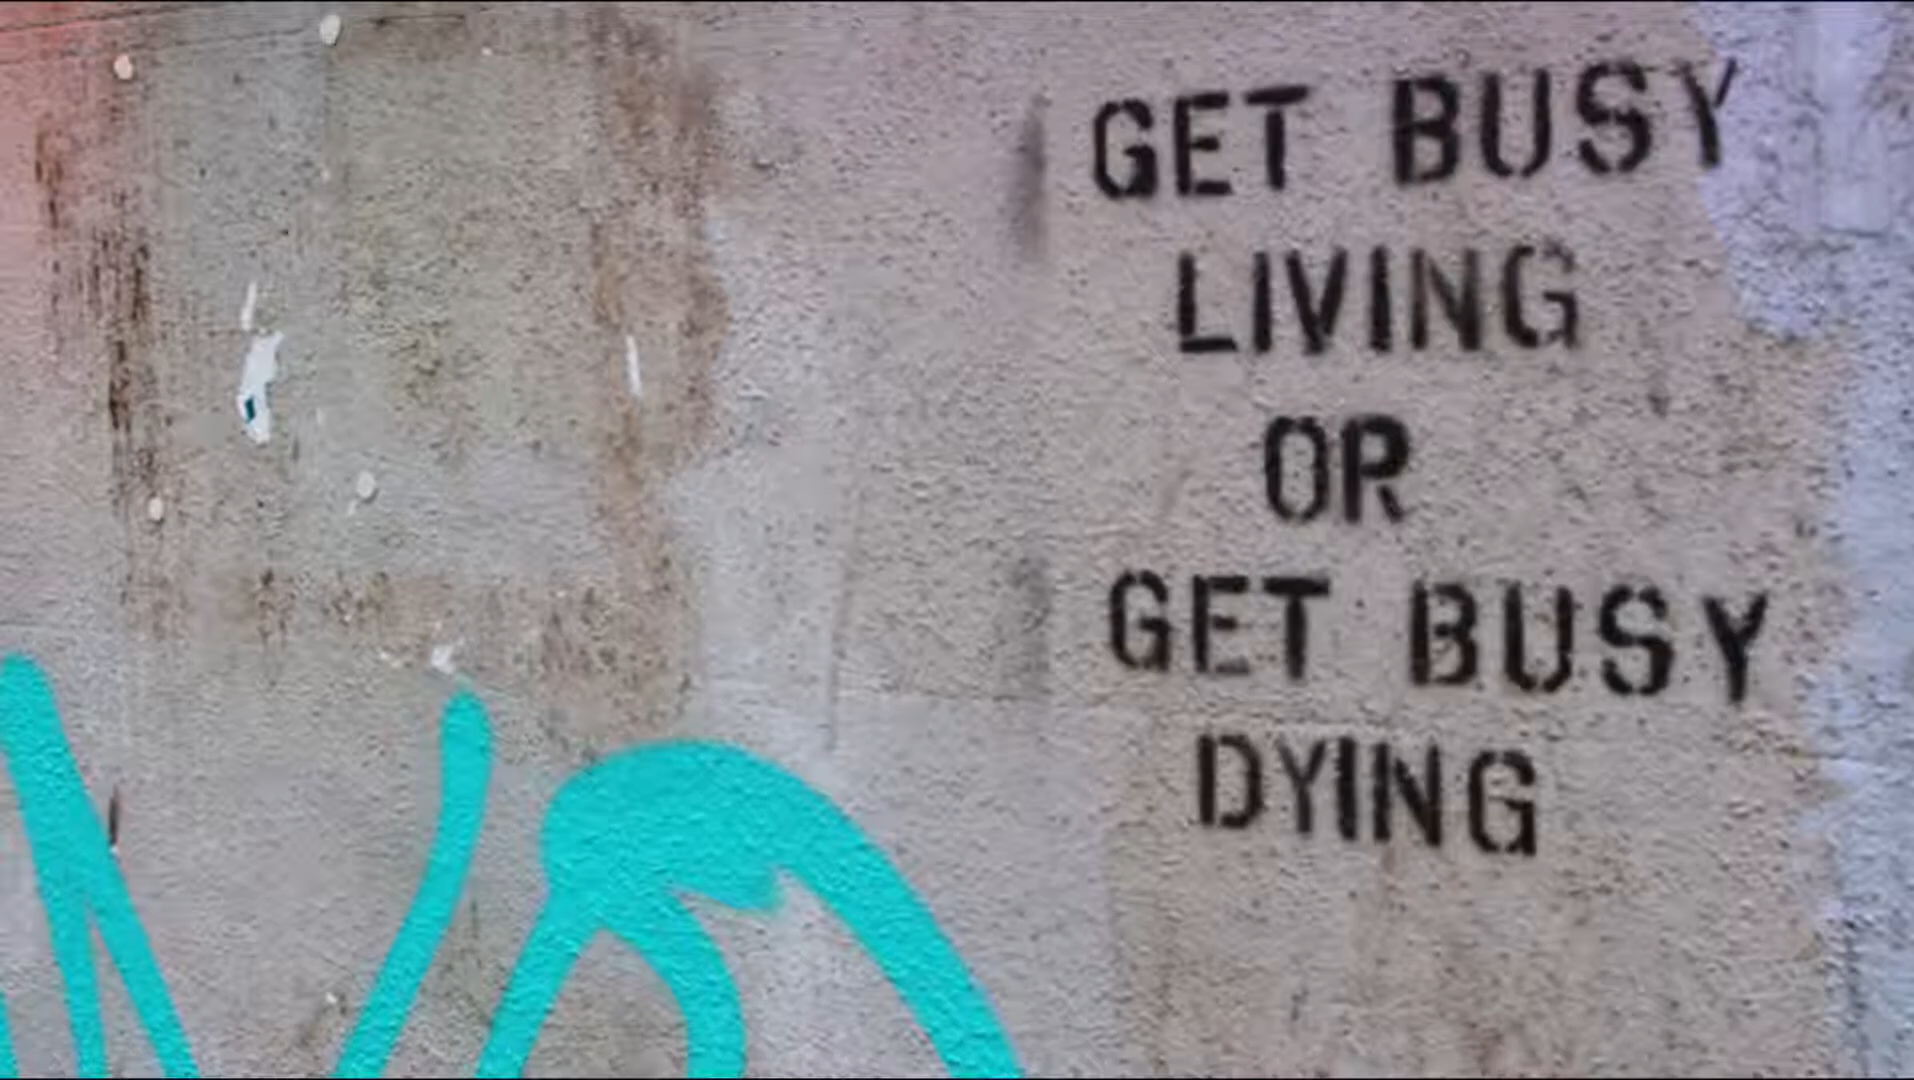 GET BUSY
LIVING
OR
GET BUSY
DYING